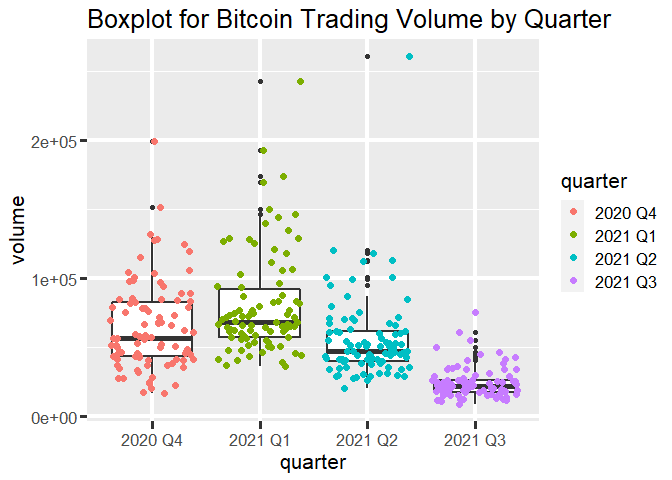 Boxplot for Bitcoin Trading Volume by Quarter
volume
2e+05
1e+05
0e+00
2020 Q4 2021 Q1 2021 Q2 2021 Q3
quarter
quarter
2020 Q4
2021 Q1
2021 Q2
2021 Q3